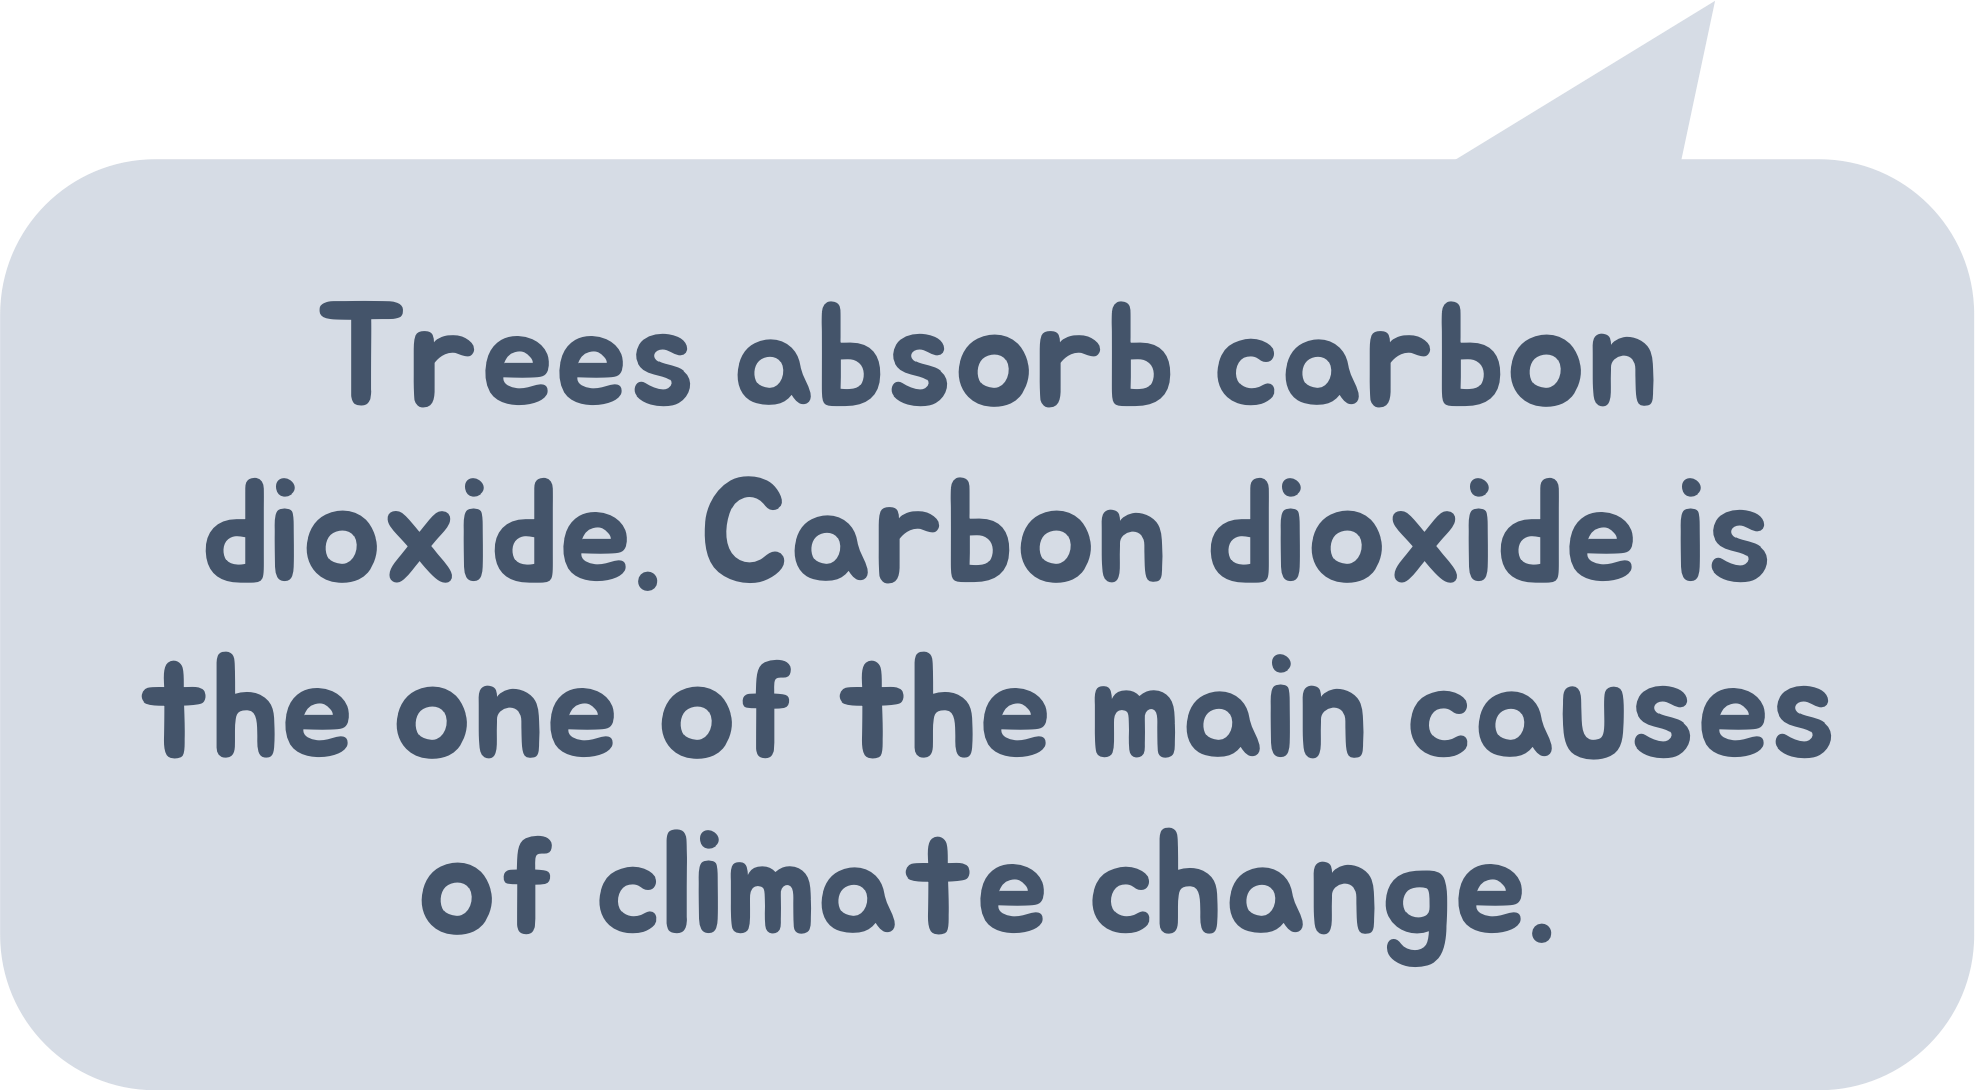 Trees absorb carbon
dioxide. Carbon dioxide is
the one of the main causes
of climate change.